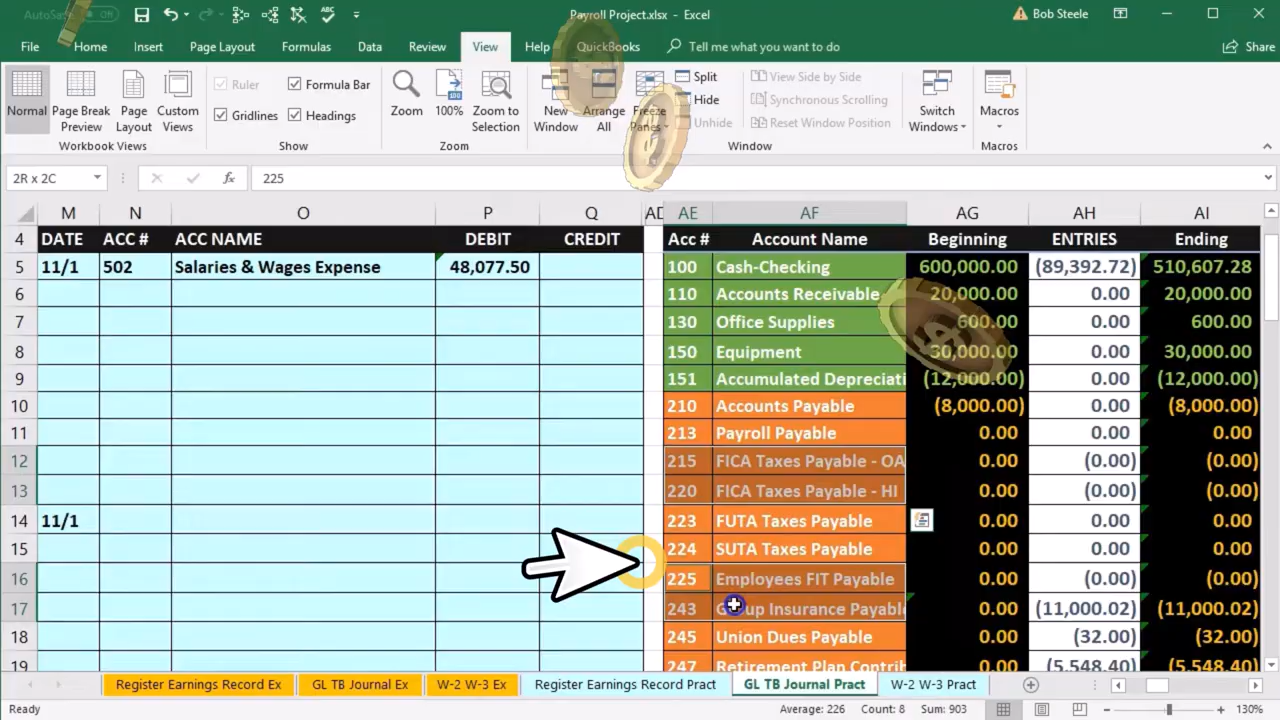 AutoSave Off Payroll Project.xlsx - Excel Bob Steele
File Home Insert Page Layout Formulas Data Review View Help QuickBooks Tell me what you want to do Share
Normal Page Break Preview Page Layout Custom Views Workbook Views
Ruler Formula Bar Gridlines Headings Show
Zoom 100% Zoom to Selection Zoom
New Window Arrange All Freeze Panes Split Hide Unhide View Side by Side Synchronous Scrolling Reset Window Position Switch Windows Window
Macros Macros
2R x 2C fx 225
M N O P Q AD AE AF AG AH AI
4 DATE ACC # ACC NAME DEBIT CREDIT Acc # Account Name Beginning ENTRIES Ending
5 11/1 502 Salaries & Wages Expense 48,077.50 100 Cash-Checking 600,000.00 (89,392.72) 510,607.28
6 110 Accounts Receivable 20,000.00 0.00 20,000.00
7 130 Office Supplies 600.00 0.00 600.00
8 150 Equipment 30,000.00 0.00 30,000.00
9 151 Accumulated Depreciati (12,000.00) 0.00 (12,000.00)
10 210 Accounts Payable (8,000.00) 0.00 (8,000.00)
11 213 Payroll Payable 0.00 0.00 0.00
12 215 FICA Taxes Payable - OA 0.00 (0.00) (0.00)
13 220 FICA Taxes Payable - HI 0.00 (0.00) (0.00)
14 11/1 223 FUTA Taxes Payable 0.00 0.00 0.00
15 224 SUTA Taxes Payable 0.00 0.00 0.00
16 225 Employees FIT Payable 0.00 (0.00) (0.00)
17 243 Group Insurance Payable 0.00 (11,000.02) (11,000.02)
18 245 Union Dues Payable 0.00 (32.00) (32.00)
19 247 Retirement Plan Contrib 0.00 (5,548.40) (5,548.40)
Register Earnings Record Ex GL TB Journal Ex W-2 W-3 Ex Register Earnings Record Pract GL TB Journal Pract W-2 W-3 Pract
Ready Average: 226 Count: 8 Sum: 903 130%